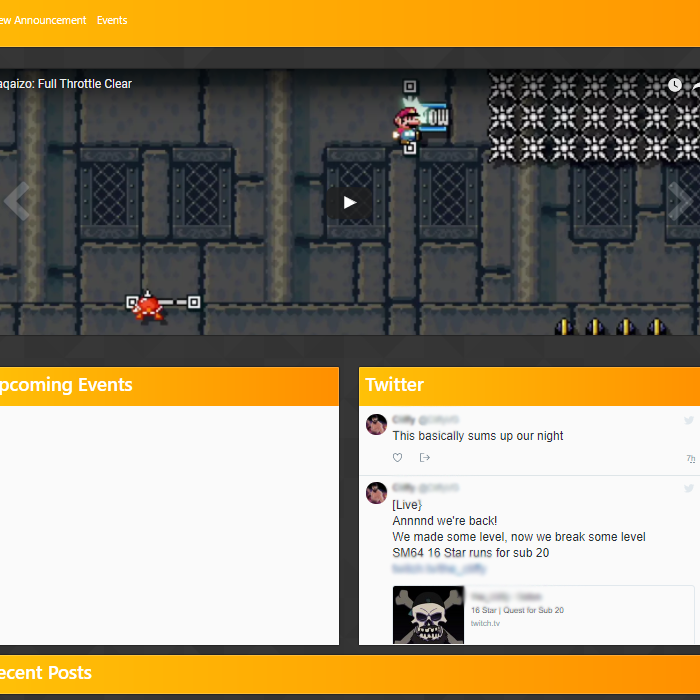 ew Announcement Events
aqaizo: Full Throttle Clear
OW
pcoming Events
Twitter
This basically sums up our night
7h
[Live}
Annnnd we're back!
We made some level, now we break some level
SM64 16 Star runs for sub 20
16 Star | Quest for Sub 20
twitch.tv
ecent Posts